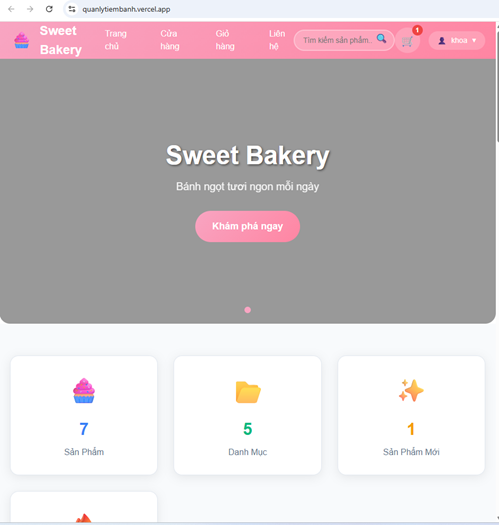 quanlytiembanh.vercel.app
Sweet
Bakery
Trang
chủ
Cửa
hàng
Giỏ
hàng
Liên
hệ
Tìm kiếm sản phẩm.
1
khoa ▼
Sweet Bakery
Bánh ngọt tươi ngon mỗi ngày
Khám phá ngay
7
Sản Phẩm
5
Danh Mục
1
Sản Phẩm Mới